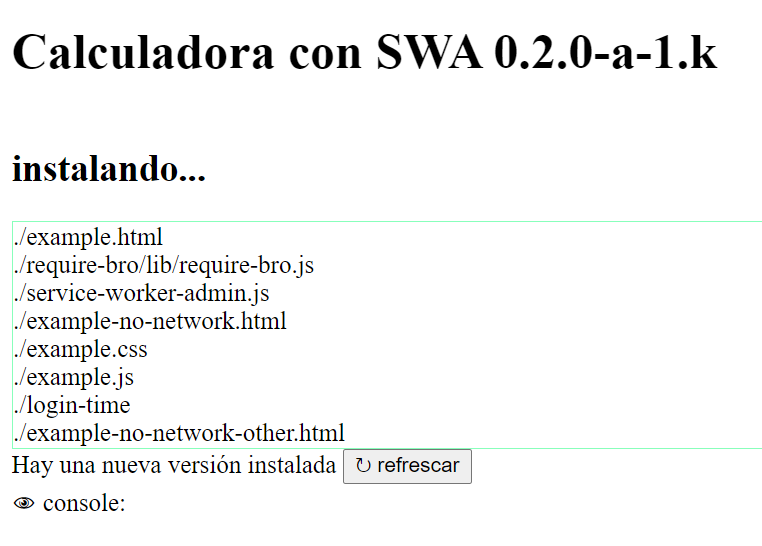 Calculadora con SWA 0.2.0-a-1.k
instalando...
./example.html
./require-bro/lib/require-bro.js
./service-worker-admin.js
./example-no-network.html
./example.css
./example.js
./login-time
./example-no-network-other.html
Hay una nueva versión instalada ↻ refrescar
👁 console: